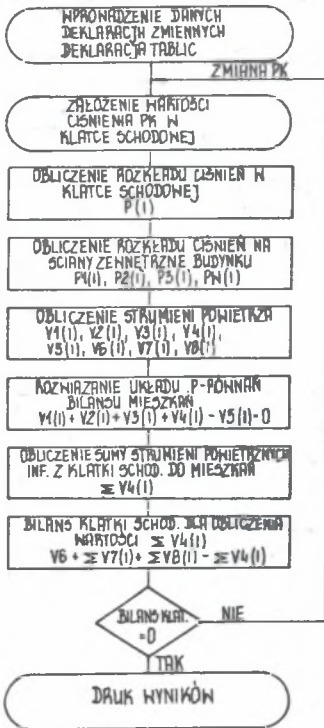 WPROWADZENIE DANYCH
DEKLARACJA ZMIENNYCH
DEKLARACJA TABLIC
ZMIANA PK
ZAŁOŻENIE WARTOŚCI
CIŚNIENIA PK W
KLATCE SCHODOWEJ
OBLICZENIE ROZKŁADU CIŚNIEŃ W
KLATCE SCHODOWEJ
P(I)
OBLICZENIE ROZKŁADU CIŚNIEŃ NA
ŚCIANY ZEWNĘTRZNE BUDYNKU
P1(I), P2(I), P3(I), PN(I)
OBLICZENIE STRUMIENI POWIETRZA
V1(I), V2(I), V3(I), V4(I),
V5(I), V6(I), V7(I), V8(I)
ROZWIĄZANIE UKŁADU P-RÓWNAŃ
BILANSU MIESZKAŃ
V1(I) + V2(I) + V3(I) + V4(I) - V5(I) - 0
OBLICZENIE SUMY STRUMIENI POWIETRZNYCH
INF. Z KLATKI SCHOD. DO MIESZKAŃ
Σ V4(I)
BILANS KLATKI SCHOD. DLA OBLICZENIA
WARTOŚCI Σ V4(I)
V6 + Σ V7(I) + Σ V8(I) - Σ V4(I)
BILANS KLAT.
=0
NIE
TAK
DRUK WYNIKÓW